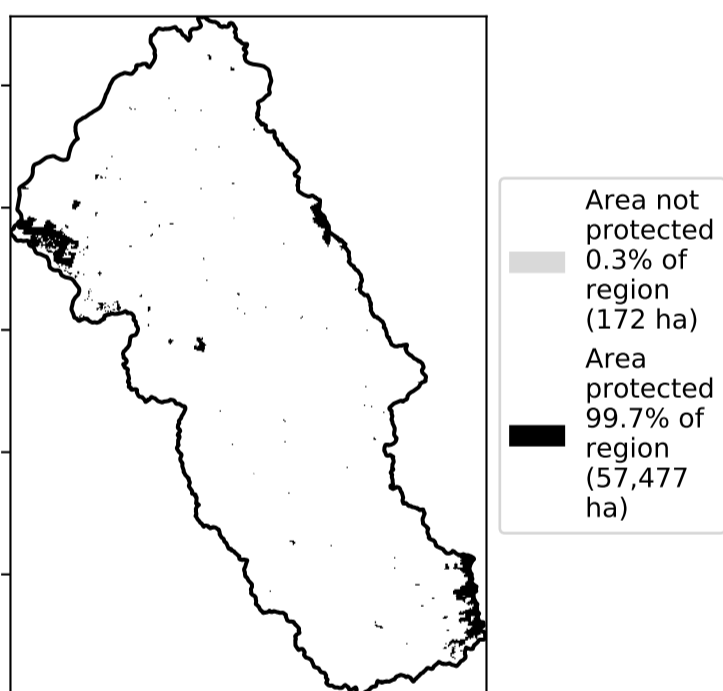 Area not
protected
0.3% of
region
(172 ha)
Area
protected
99.7% of
region
(57,477
ha)